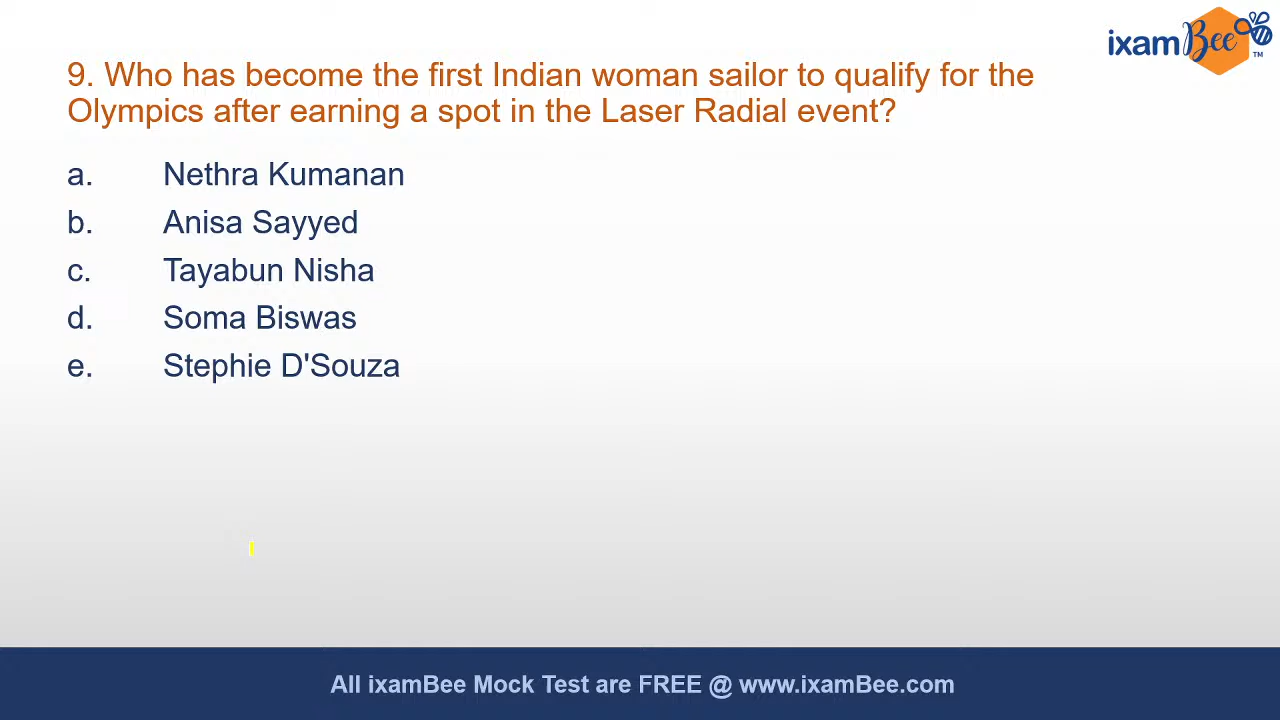 ixamBee™
9. Who has become the first Indian woman sailor to qualify for the
Olympics after earning a spot in the Laser Radial event?
a. Nethra Kumanan
b. Anisa Sayyed
c. Tayabun Nisha
d. Soma Biswas
e. Stephie D'Souza
All ixamBee Mock Test are FREE @ www.ixamBee.com